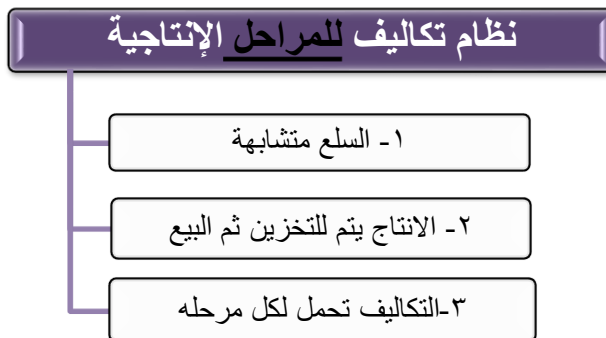 نظام تكاليف للمراحل الإنتاجية
١- السلع متشابهة
٢- الانتاج يتم للتخزين ثم البيع
٣-التكاليف تحمل لكل مرحله